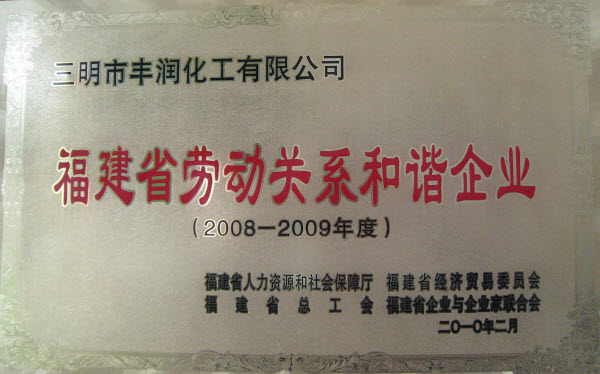 三明市丰润化工有限公司
福建省劳动关系和谐企业
（2008—2009年度）
福建省人力资源和社会保障厅 福建省经济贸易委员会
福建省总工会 福建省企业与企业家联合会
二〇一〇年二月